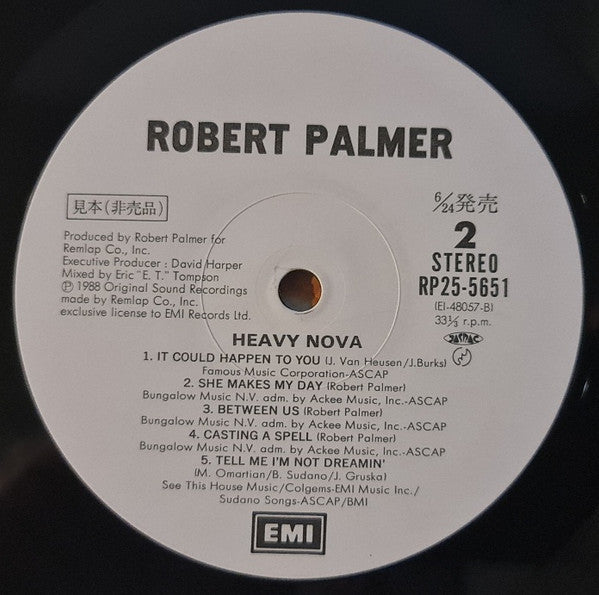 ROBERT PALMER
見本(非売品)
6/24発売
2
STEREO
RP25-5651
(EI-48057-B)
33⅓ r.p.m.
JASRAC
Produced by Robert Palmer for
Remlap Co., Inc.
Executive Producer : David Harper
Mixed by Eric "E. T." Tompson
Ⓟ 1988 Original Sound Recordings
made by Remlap Co., Inc.
exclusive license to EMI Records Ltd.
HEAVY NOVA
1. IT COULD HAPPEN TO YOU (J. Van Heusen/J.Burks)
Famous Music Corporation-ASCAP
2. SHE MAKES MY DAY (Robert Palmer)
Bungalow Music N.V. adm. by Ackee Music, Inc.-ASCAP
3. BETWEEN US (Robert Palmer)
Bungalow Music N.V. adm. by Ackee Music, Inc.-ASCAP
4. CASTING A SPELL (Robert Palmer)
Bungalow Music N.V. adm. by Ackee Music, Inc.-ASCAP
5. TELL ME I'M NOT DREAMIN'
(M. Omartian/B. Sudano/J. Gruska)
See This House Music/Colgems-EMI Music Inc./
Sudano Songs-ASCAP/BMI
EMI